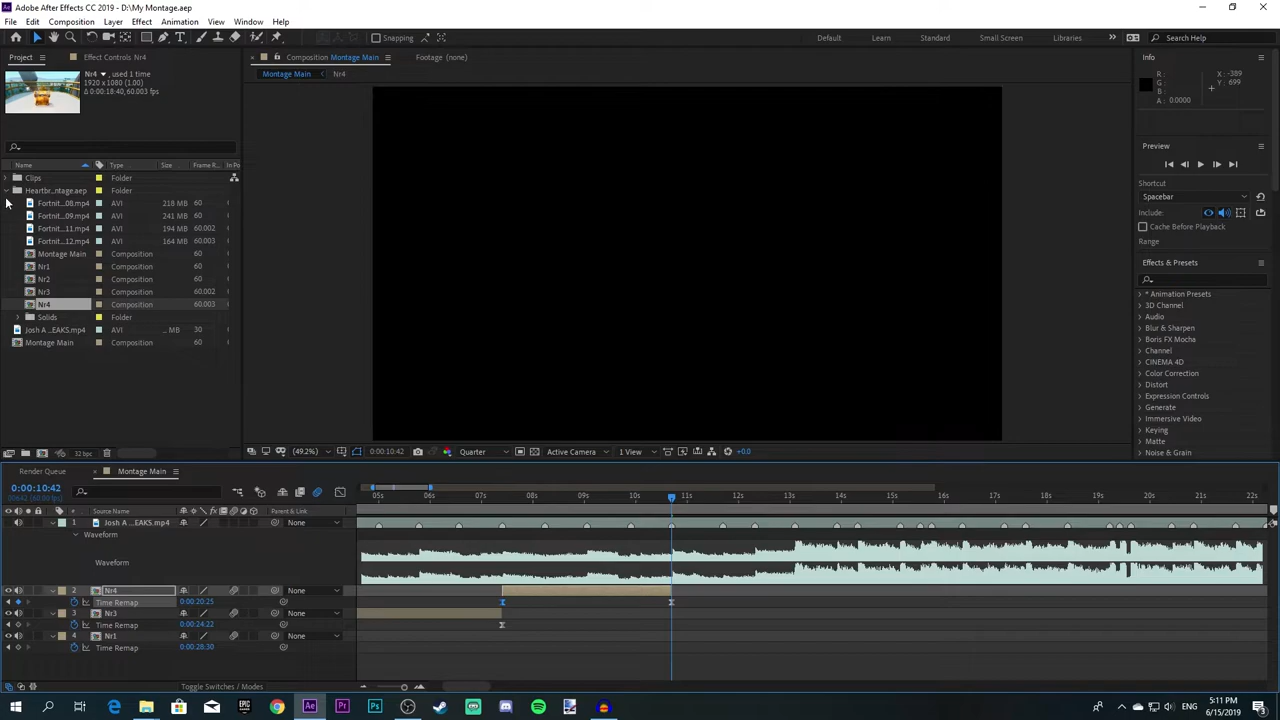 Adobe After Effects CC 2019 - D:\My Montage.aep
File Edit Composition Layer Effect Animation View Window Help
Snapping Default Learn Standard Small Screen Libraries Search Help
Project Effect Controls Nr4 Composition Montage Main Footage (none) Info
Nr4 , used 1 time
1920 x 1080 (1.00)
Δ 0:00:18:40, 60.003 fps
Montage Main Nr4
R : X : -389
G : Y : 699
B :
A : 0.0000
Preview
Name Type Size Frame R... In Po
Clips Folder
Heartbr...ntage.aep Folder
Fortnit...08.mp4 AVI 218 MB 60
Fortnit...09.mp4 AVI 241 MB 60
Fortnit...11.mp4 AVI 194 MB 60.002
Fortnit...12.mp4 AVI 164 MB 60.003
Montage Main Composition 60
Nr1 Composition 60
Nr2 Composition 60
Nr3 Composition 60.002
Nr4 Composition 60.003
Solids Folder
Josh A ...EAKS.mp4 AVI ... MB 30
Montage Main Composition 60
Shortcut
Spacebar
Include:
Cache Before Playback
Range
Effects & Presets
* Animation Presets
3D Channel
Audio
Blur & Sharpen
Boris FX Mocha
Channel
CINEMA 4D
Color Correction
Distort
Expression Controls
Generate
Immersive Video
Keying
Matte
Noise & Grain
32 bpc (49.2%) 0:00:10:42 Quarter Active Camera 1 View +0.0
Render Queue Montage Main
0:00:10:42
05s 06s 07s 08s 09s 10s 11s 12s 13s 14s 15s 16s 17s 18s 19s 20s 21s 22s
# Source Name Parent & Link
1 Josh A ...EAKS.mp4 None
Waveform
Waveform
2 Nr4 None
Time Remap 0:00:20:25
3 Nr3 None
Time Remap 0:00:24:22
4 Nr1 None
Time Remap 0:00:28:30
Toggle Switches / Modes
5:11 PM
ENG
6/15/2019